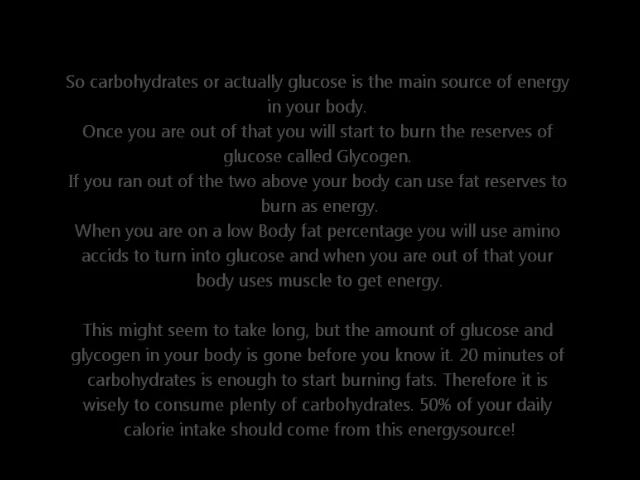 So carbohydrates or actually glucose is the main source of energy
in your body.
Once you are out of that you will start to burn the reserves of
glucose called Glycogen.
If you ran out of the two above your body can use fat reserves to
burn as energy.
When you are on a low Body fat percentage you will use amino
accids to turn into glucose and when you are out of that your
body uses muscle to get energy.
This might seem to take long, but the amount of glucose and
glycogen in your body is gone before you know it. 20 minutes of
carbohydrates is enough to start burning fats. Therefore it is
wisely to consume plenty of carbohydrates. 50% of your daily
calorie intake should come from this energysource!